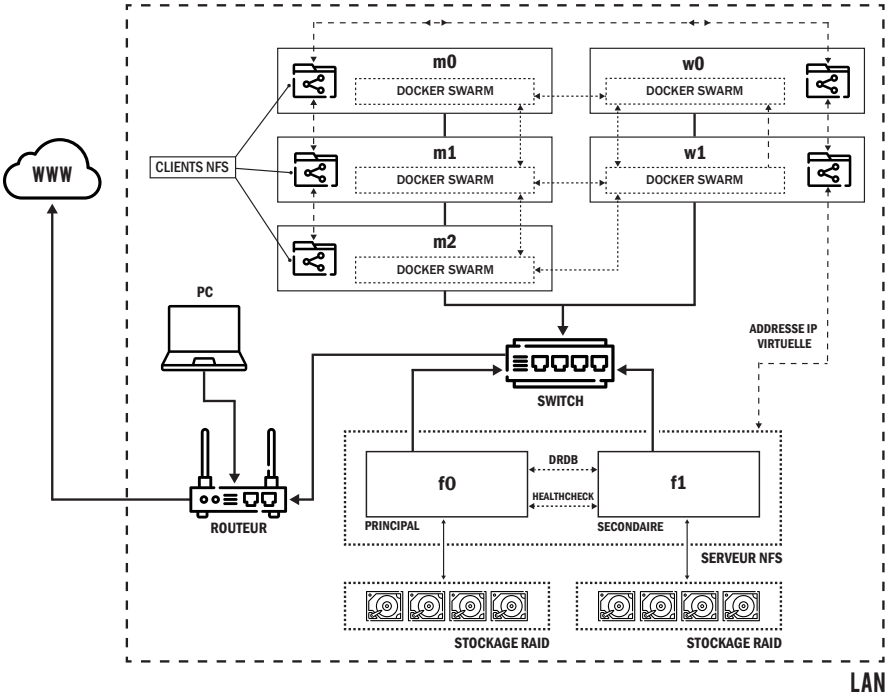 m0
DOCKER SWARM
w0
DOCKER SWARM
WWW
CLIENTS NFS
m1
DOCKER SWARM
w1
DOCKER SWARM
m2
DOCKER SWARM
PC
ADDRESSE IP
VIRTUELLE
SWITCH
ROUTEUR
f0
DRDB
HEALTHCHECK
f1
PRINCIPAL
SECONDAIRE
SERVEUR NFS
STOCKAGE RAID
STOCKAGE RAID
LAN